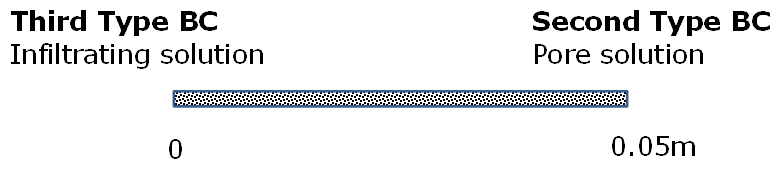 Third Type BC
Infiltrating solution
Second Type BC
Pore solution
0
0.05m